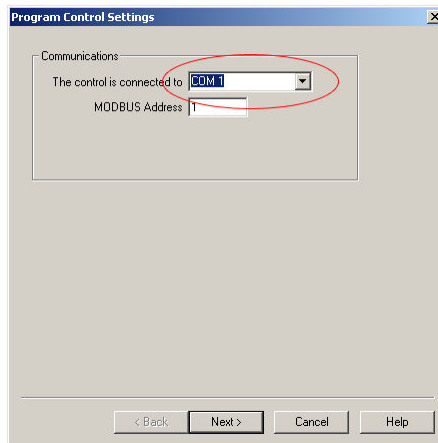 Program Control Settings
Communications
The control is connected to COM 1
MODBUS Address 1
< Back Next > Cancel Help